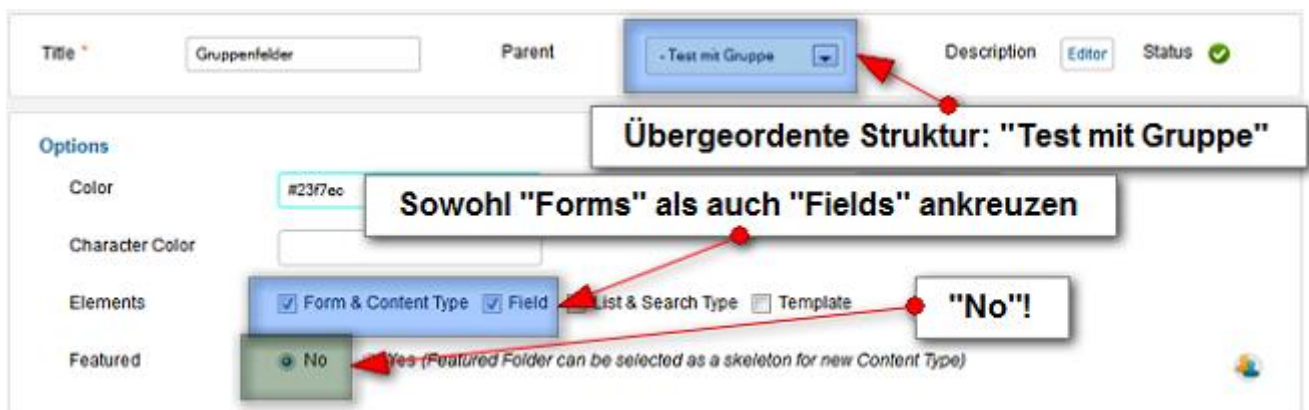 Title * Gruppenfelder Parent - Test mit Gruppe Description Editor Status
Übergeordente Struktur: "Test mit Gruppe"
Options
Color #23f7ec
Sowohl "Forms" als auch "Fields" ankreuzen
Character Color
Elements Form & Content Type Field List & Search Type Template
"No"!
Featured No Yes (Featured Folder can be selected as a skeleton for new Content Type)